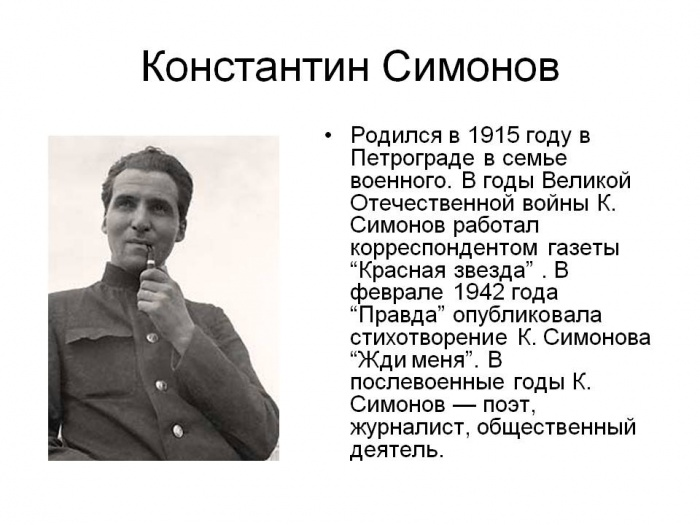 Константин Симонов
• Родился в 1915 году в
Петрограде в семье
военного. В годы Великой
Отечественной войны К.
Симонов работал
корреспондентом газеты
“Красная звезда” . В
феврале 1942 года
“Правда” опубликовала
стихотворение К. Симонова
“Жди меня”. В
послевоенные годы К.
Симонов — поэт,
журналист, общественный
деятель.